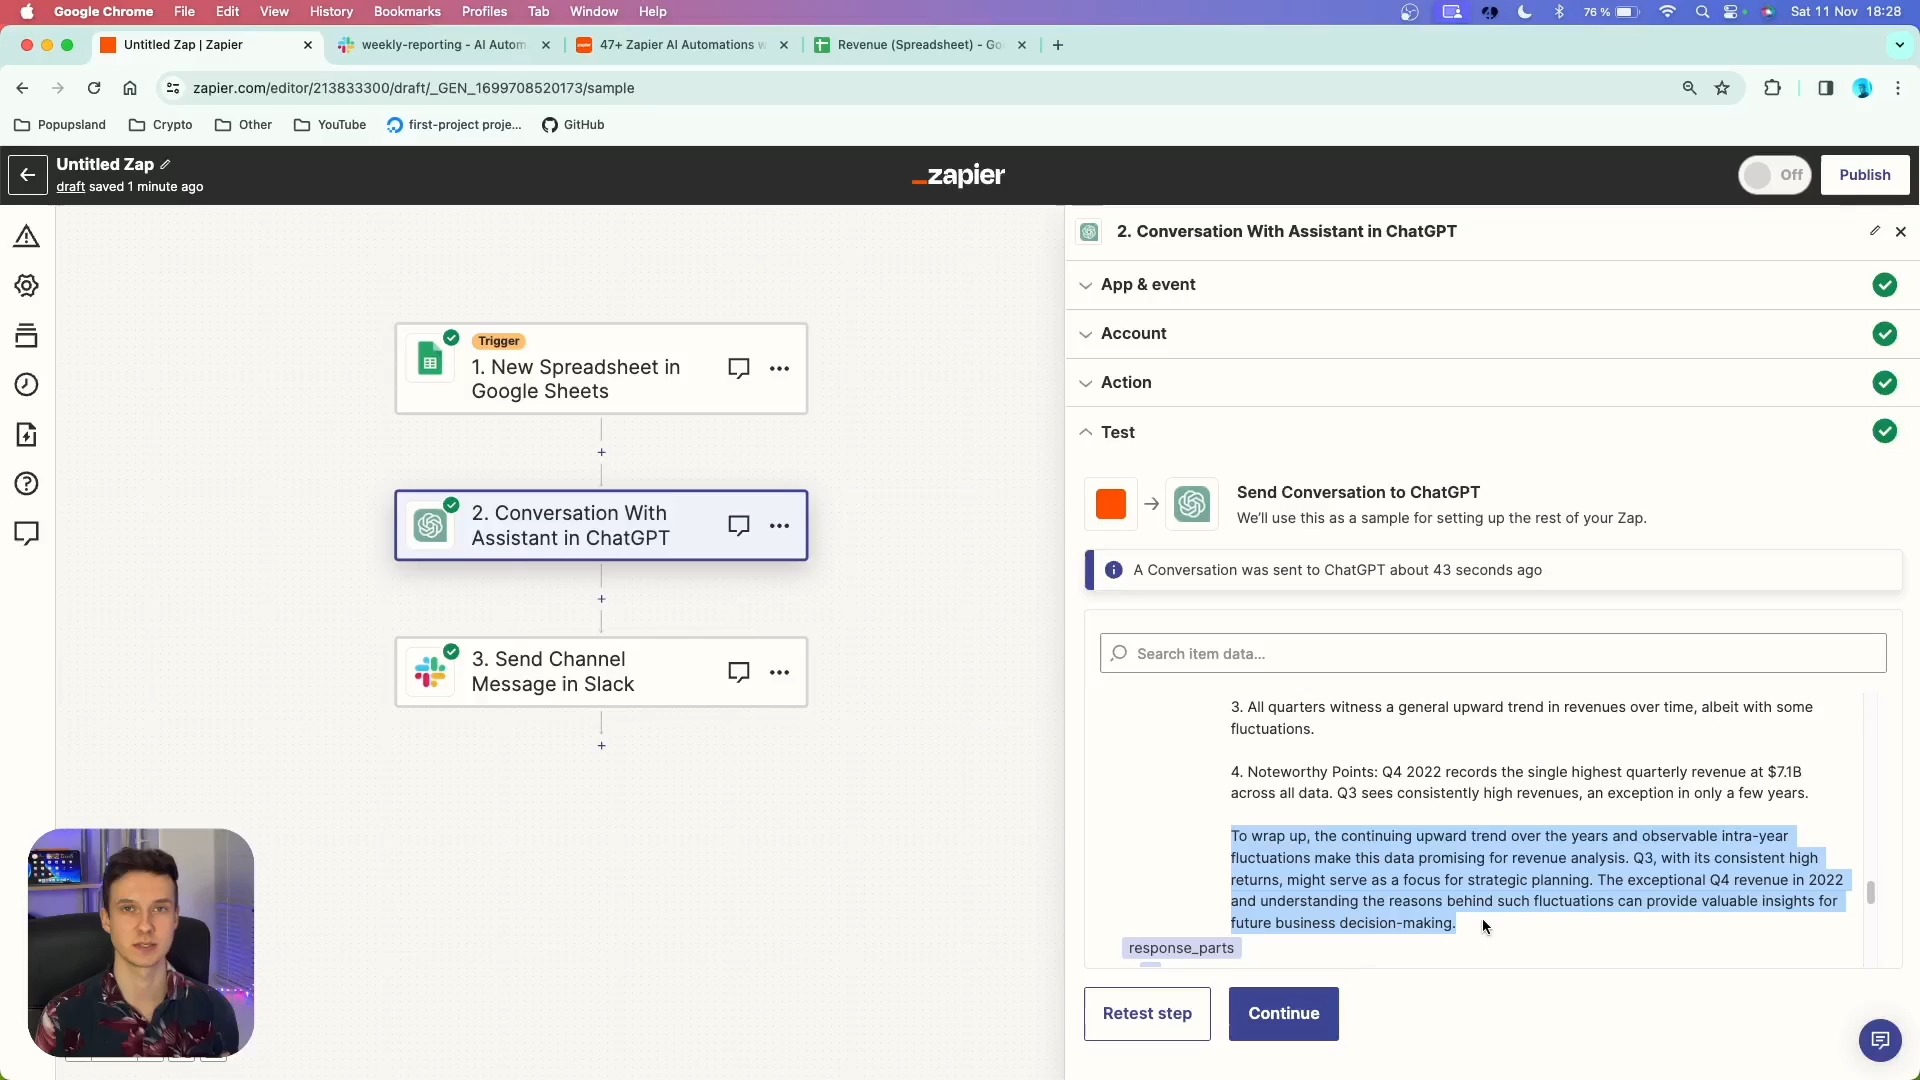 Google Chrome File Edit View History Bookmarks Profiles Tab Window Help 76 % Sat 11 Nov 18:28
Untitled Zap | Zapier weekly-reporting - AI Autom 47+ Zapier AI Automations w Revenue (Spreadsheet) - Go
zapier.com/editor/213833300/draft/_GEN_1699708520173/sample
Popupsland Crypto Other YouTube first-project proje... GitHub
Untitled Zap
draft saved 1 minute ago
_zapier
Off
Publish
Trigger
1. New Spreadsheet in
Google Sheets
2. Conversation With
Assistant in ChatGPT
3. Send Channel
Message in Slack
2. Conversation With Assistant in ChatGPT
App & event
Account
Action
Test
Send Conversation to ChatGPT
We'll use this as a sample for setting up the rest of your Zap.
A Conversation was sent to ChatGPT about 43 seconds ago
Search item data...
3. All quarters witness a general upward trend in revenues over time, albeit with some
fluctuations.
4. Noteworthy Points: Q4 2022 records the single highest quarterly revenue at $7.1B
across all data. Q3 sees consistently high revenues, an exception in only a few years.
To wrap up, the continuing upward trend over the years and observable intra-year
fluctuations make this data promising for revenue analysis. Q3, with its consistent high
returns, might serve as a focus for strategic planning. The exceptional Q4 revenue in 2022
and understanding the reasons behind such fluctuations can provide valuable insights for
future business decision-making.
response_parts
Retest step
Continue